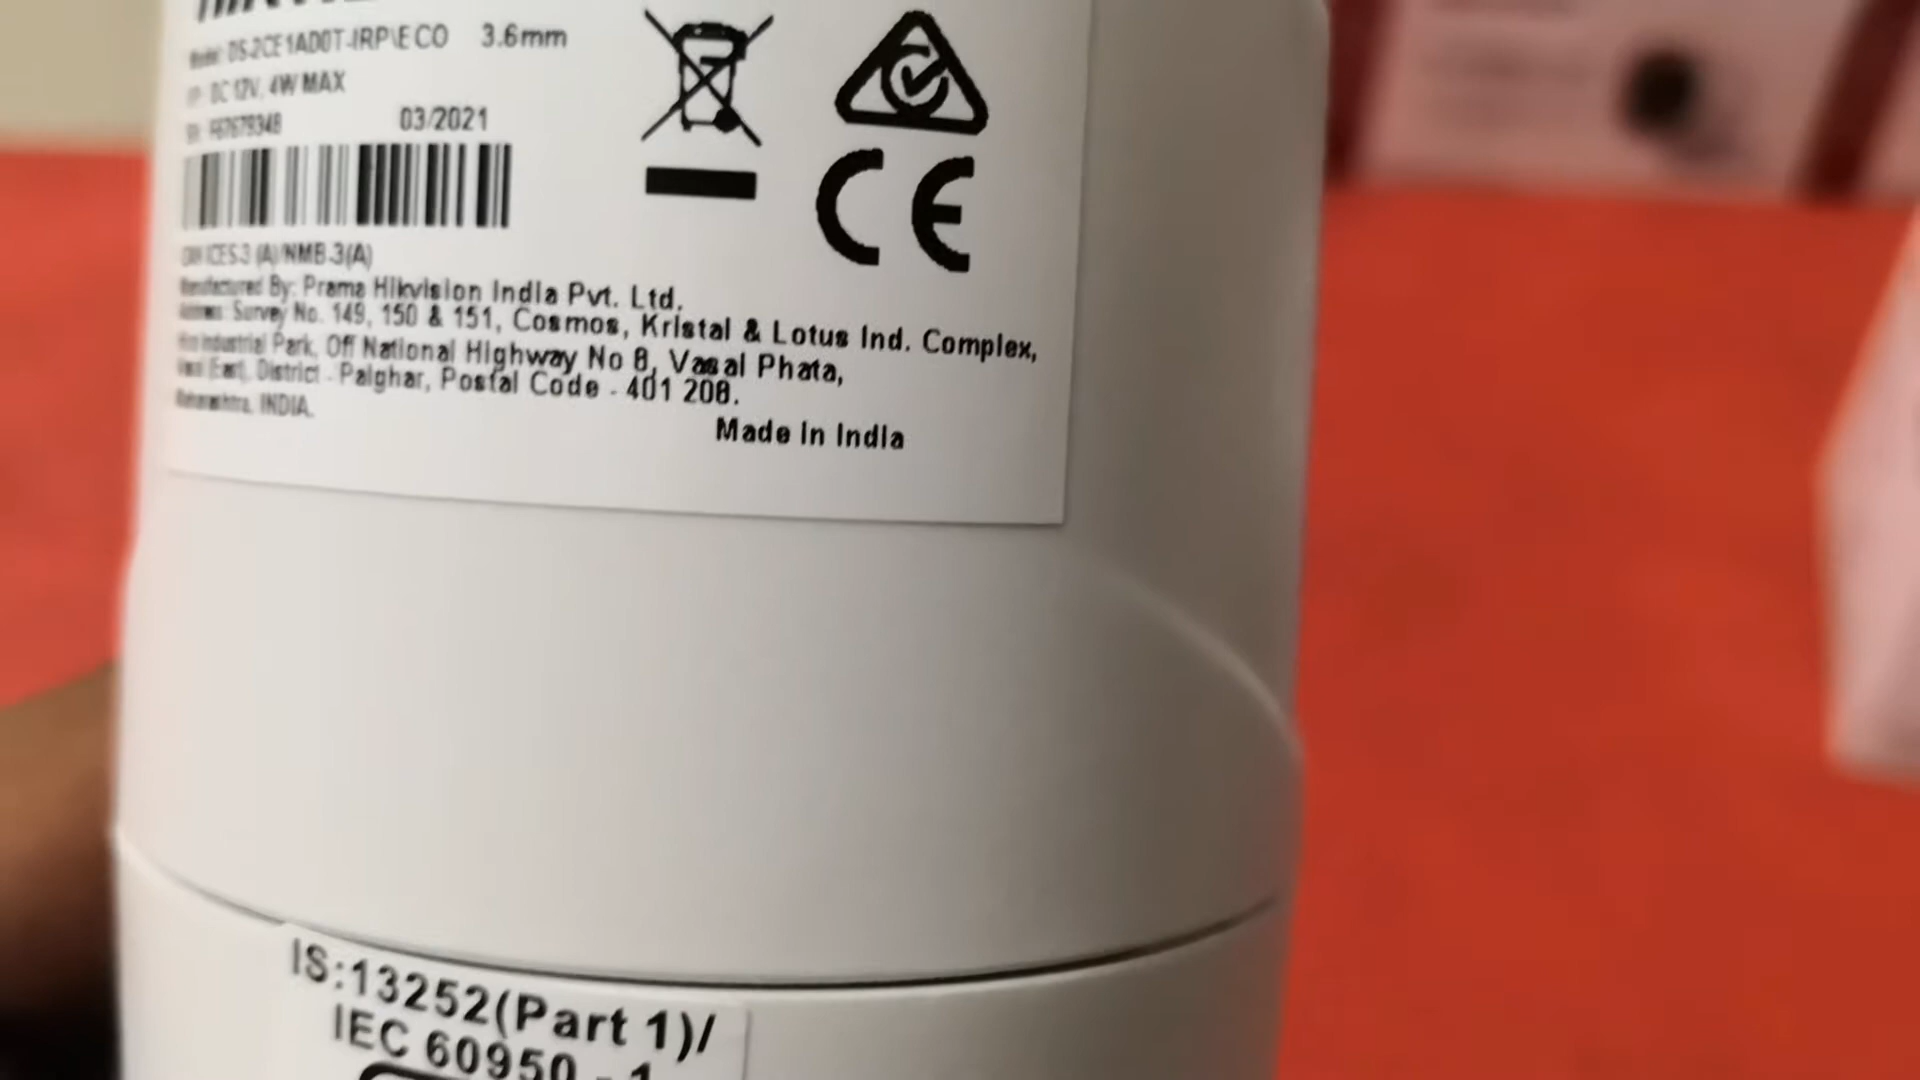 Model: DS-2CE1AD0T-IRP\ECO 3.6mm
DC 12V, 4W MAX
03/2021
CE
ICES-3 (A)/NMB-3(A)
Manufactured By: Prama Hikvision India Pvt. Ltd.
Address: Survey No. 149, 150 & 151, Cosmos, Kristal & Lotus Ind. Complex,
Industrial Park, Off National Highway No 8, Vasai Phata,
Vasai (East), District - Palghar, Postal Code - 401 208.
Maharashtra, INDIA.
Made in India
IS:13252(Part 1)/
IEC 60950 - 1